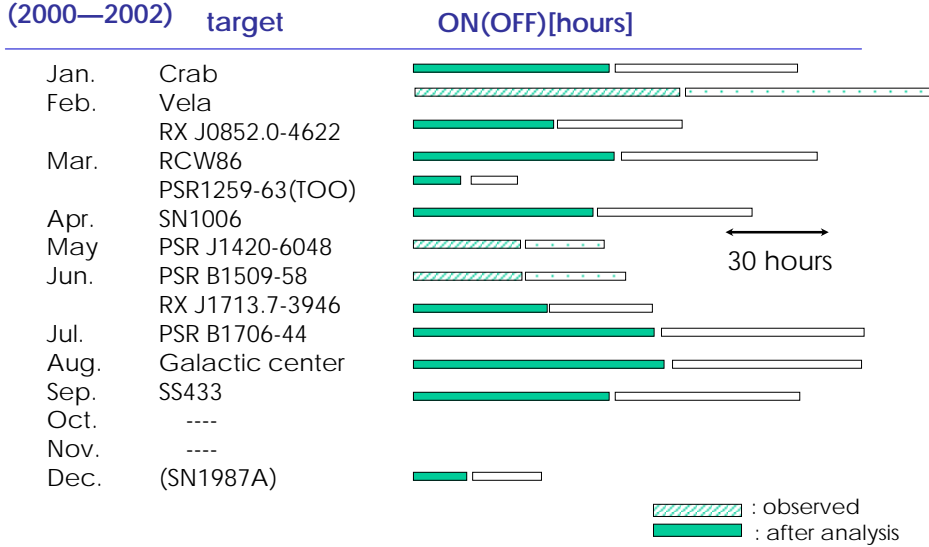 (2000—2002) target ON(OFF)[hours]
Jan. Crab
Feb. Vela
RX J0852.0-4622
Mar. RCW86
PSR1259-63(TOO)
Apr. SN1006
May PSR J1420-6048
30 hours
Jun. PSR B1509-58
RX J1713.7-3946
Jul. PSR B1706-44
Aug. Galactic center
Sep. SS433
Oct. ----
Nov. ----
Dec. (SN1987A)
: observed
: after analysis